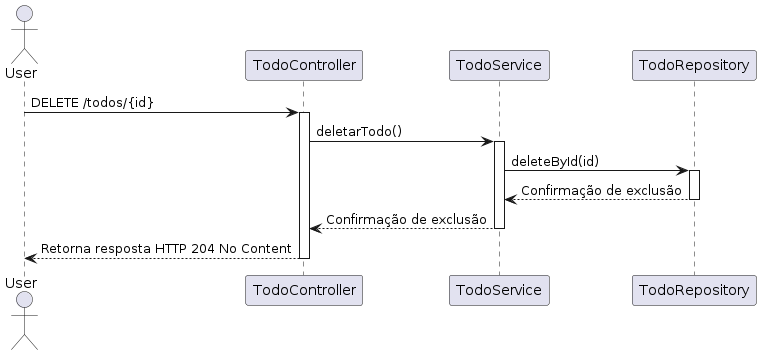 User
TodoController
TodoService
TodoRepository
DELETE /todos/{id}
deletarTodo()
deleteById(id)
Confirmação de exclusão
Confirmação de exclusão
Retorna resposta HTTP 204 No Content
User
TodoController
TodoService
TodoRepository